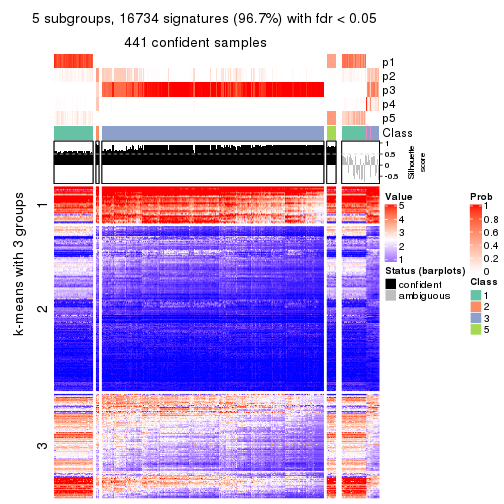 5 subgroups, 16734 signatures (96.7%) with fdr < 0.05
441 confident samples
p1
p2
p3
p4
p5
Class
1
0.5
0
-0.5
Silhouette
score
k-means with 3 groups
1
2
3
Value
5
4
3
2
1
Status (barplots)
confident
ambiguous
Prob
1
0.8
0.6
0.4
0.2
0
Class
1
2
3
5